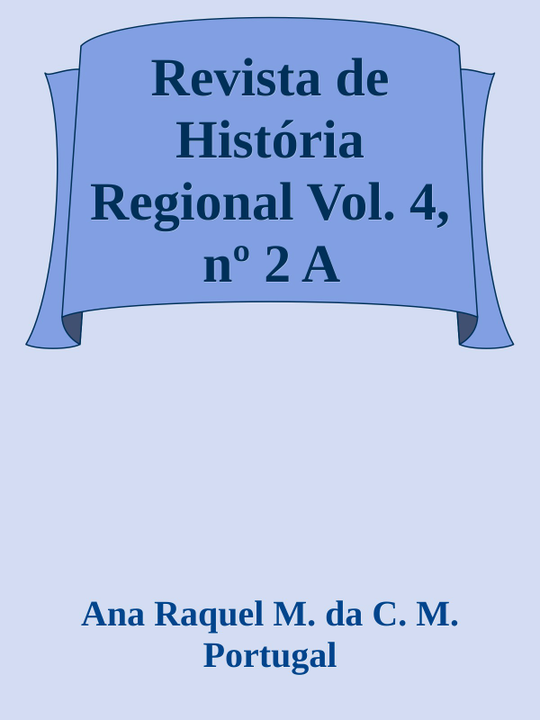 Revista de
História
Regional Vol. 4,
nº 2 A
Ana Raquel M. da C. M.
Portugal